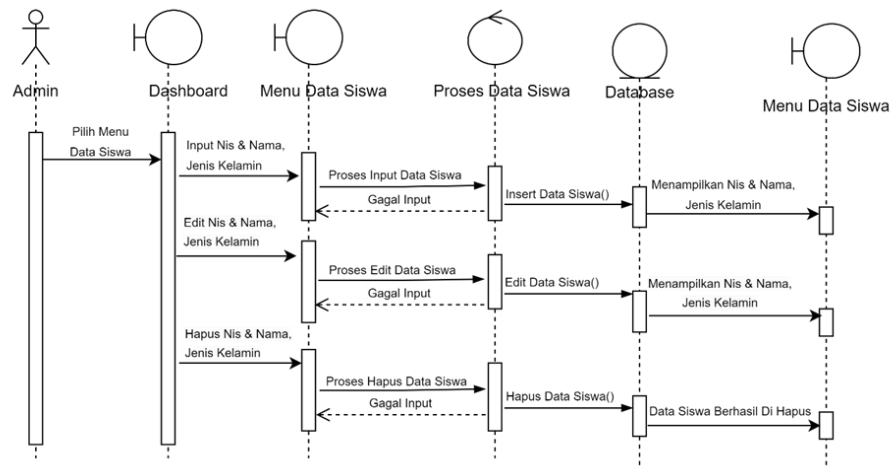 Admin
Dashboard
Menu Data Siswa
Proses Data Siswa
Database
Menu Data Siswa
Pilih Menu
Data Siswa
Input Nis & Nama,
Jenis Kelamin
Proses Input Data Siswa
Gagal Input
Insert Data Siswa()
Menampilkan Nis & Nama,
Jenis Kelamin
Edit Nis & Nama,
Jenis Kelamin
Proses Edit Data Siswa
Gagal Input
Edit Data Siswa()
Menampilkan Nis & Nama,
Jenis Kelamin
Hapus Nis & Nama,
Jenis Kelamin
Proses Hapus Data Siswa
Gagal Input
Hapus Data Siswa()
Data Siswa Berhasil Di Hapus